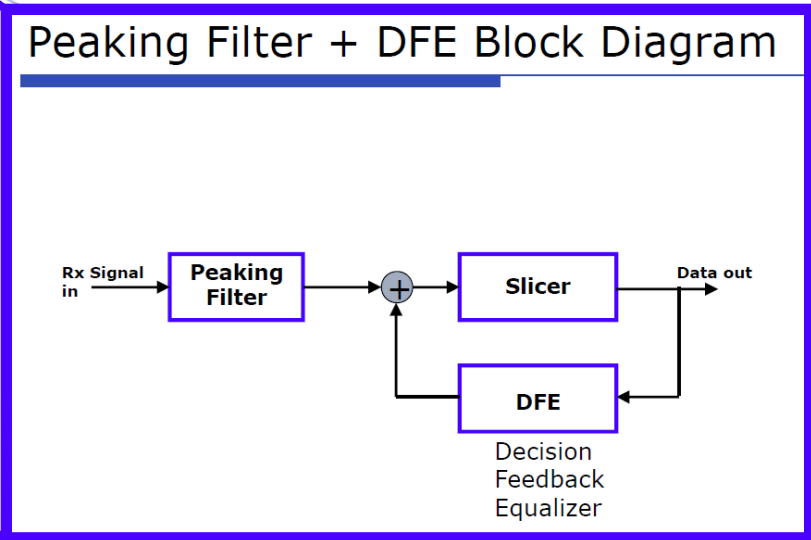 Peaking Filter + DFE Block Diagram
Rx Signal
in
Peaking
Filter
+
Slicer
Data out
DFE
Decision
Feedback
Equalizer